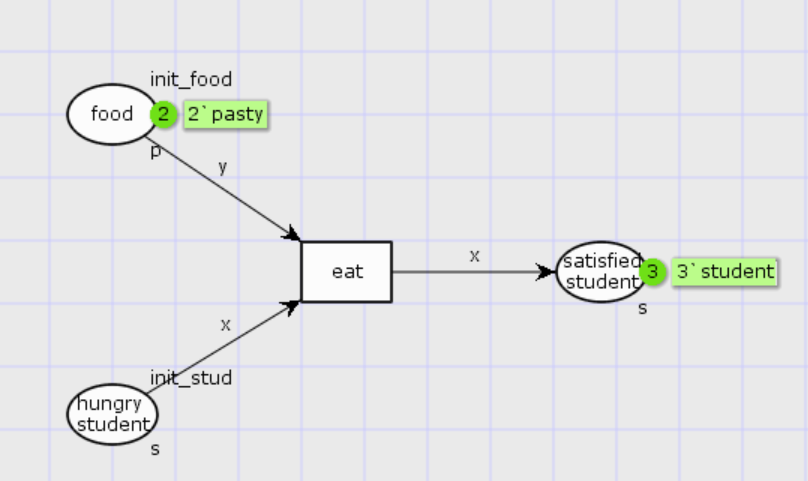 init_food
food
2
2`pasty
p
y
eat
x
satisfied
student
3
3`student
s
x
init_stud
hungry
student
s